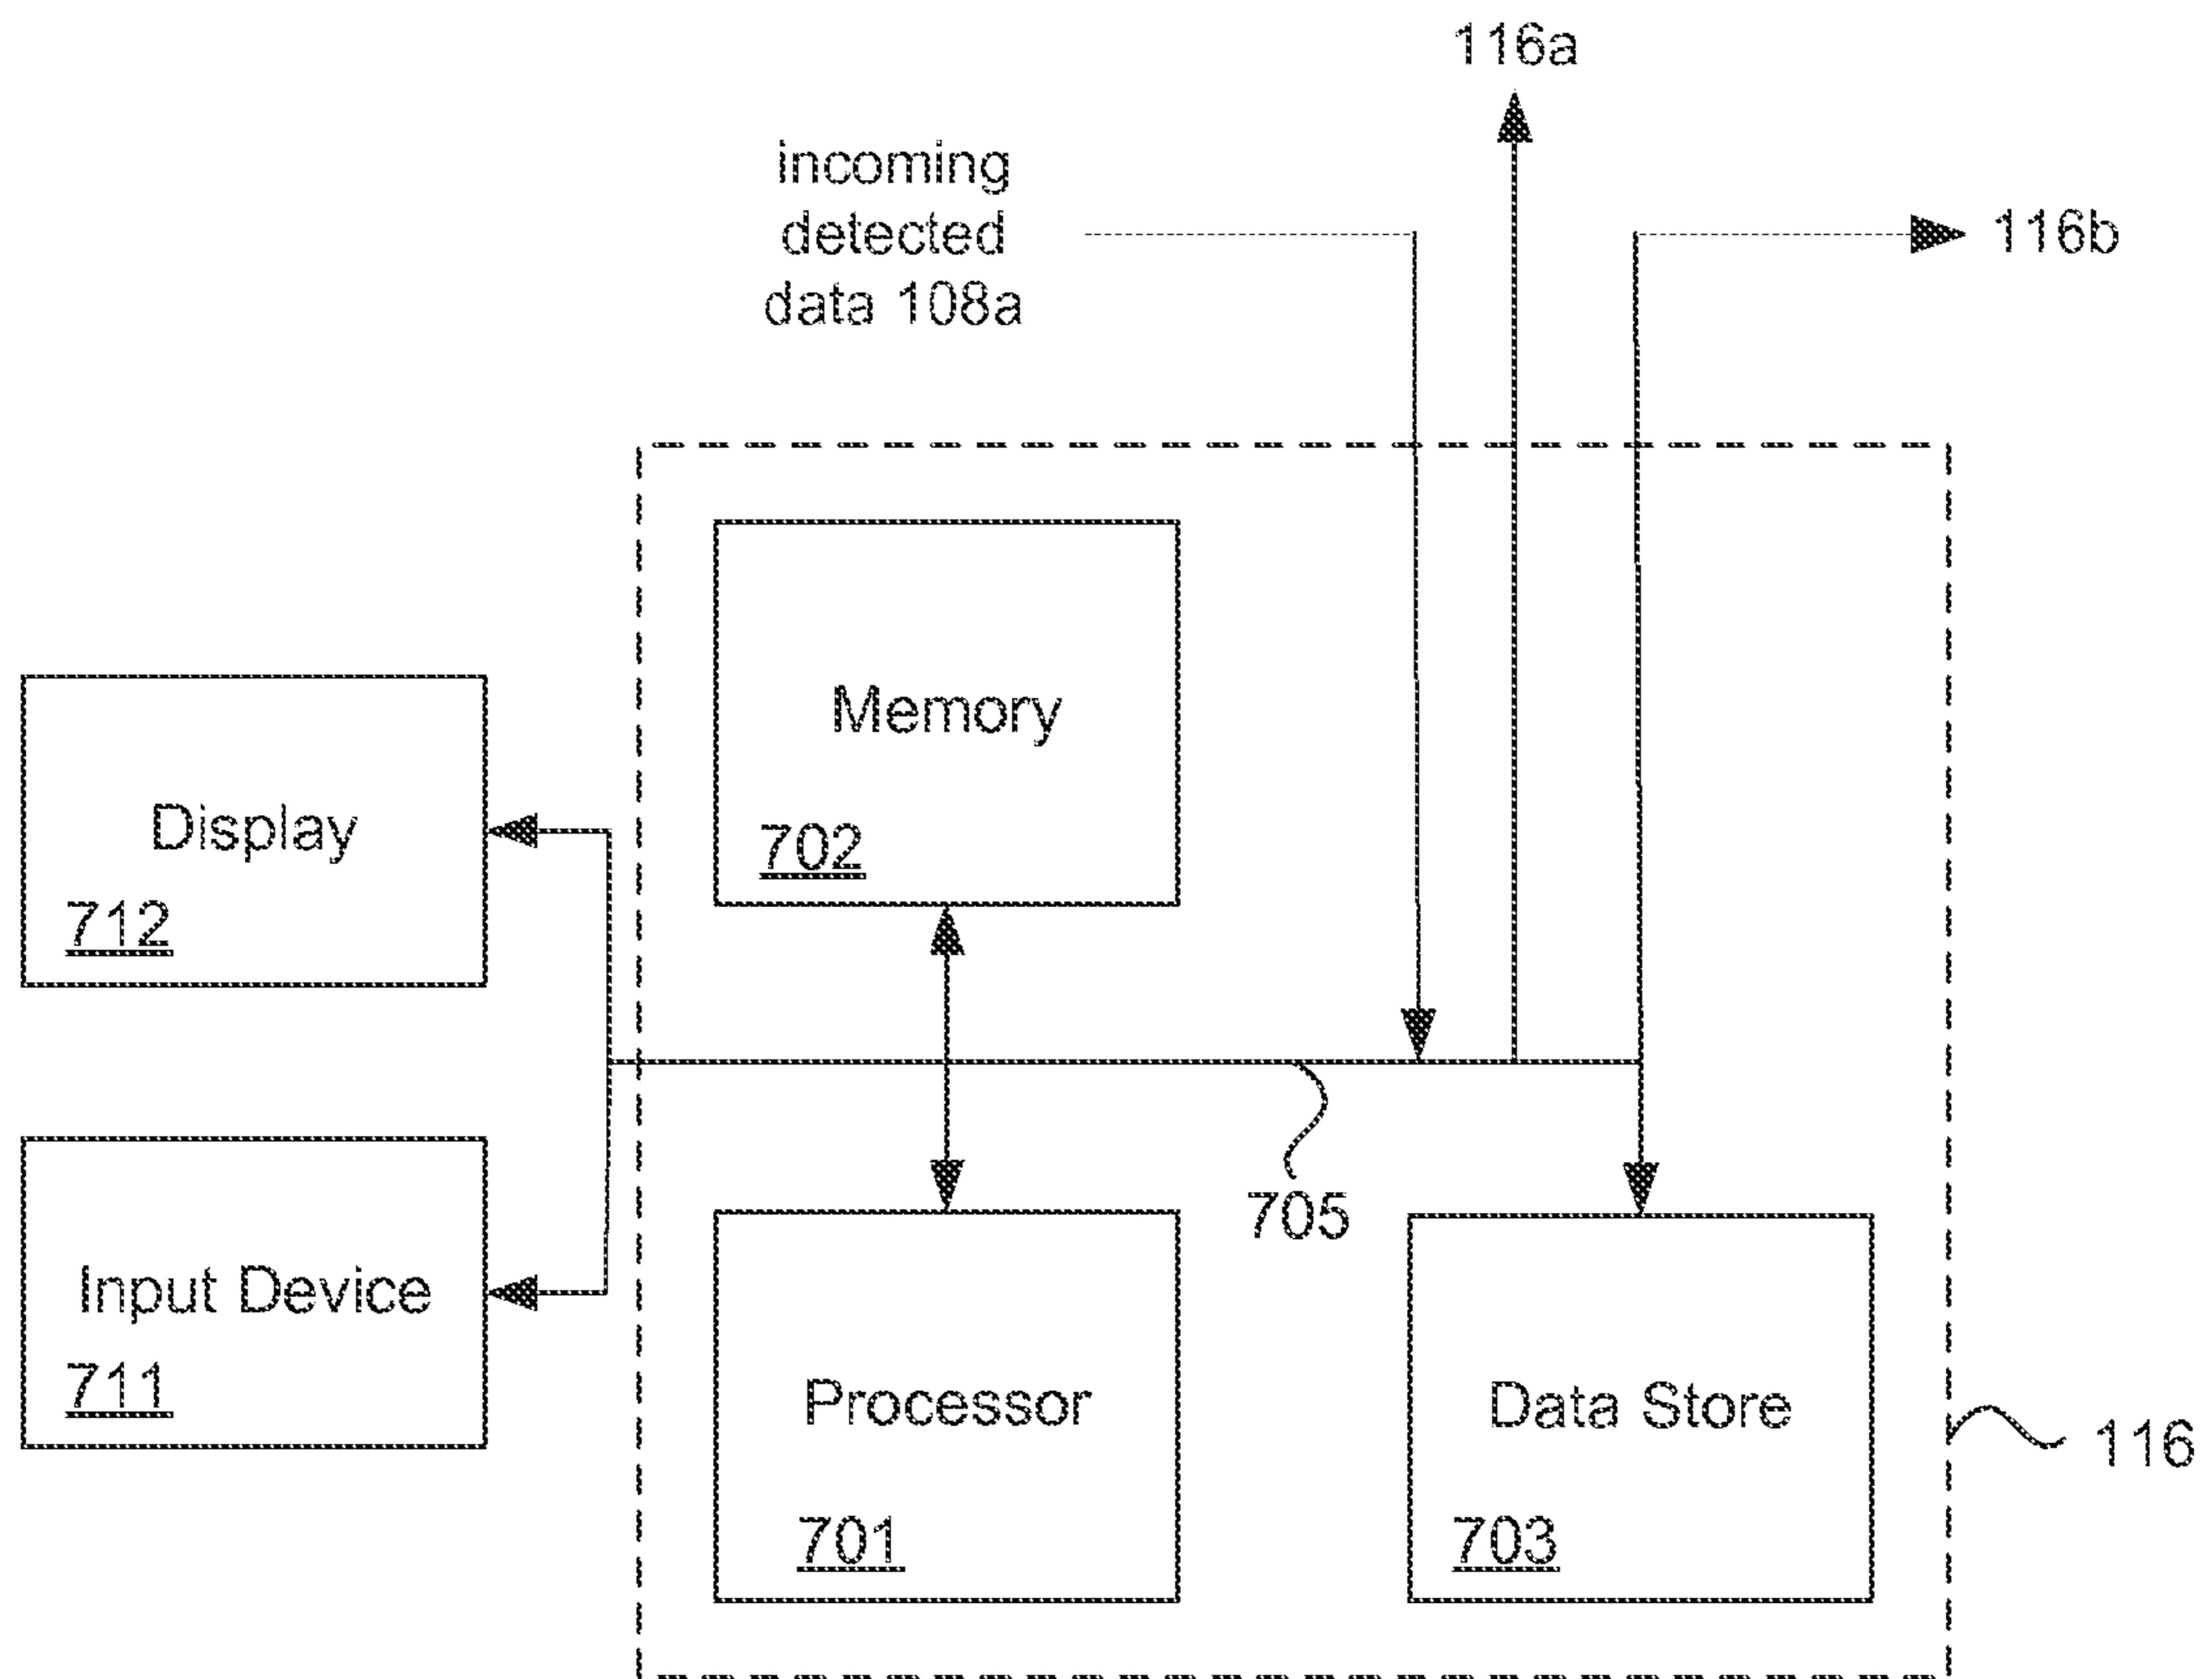 116a
incoming
detected
data 108a
116b
Memory
702
Display
712
Input Device
711
705
Processor
701
Data Store
703
116